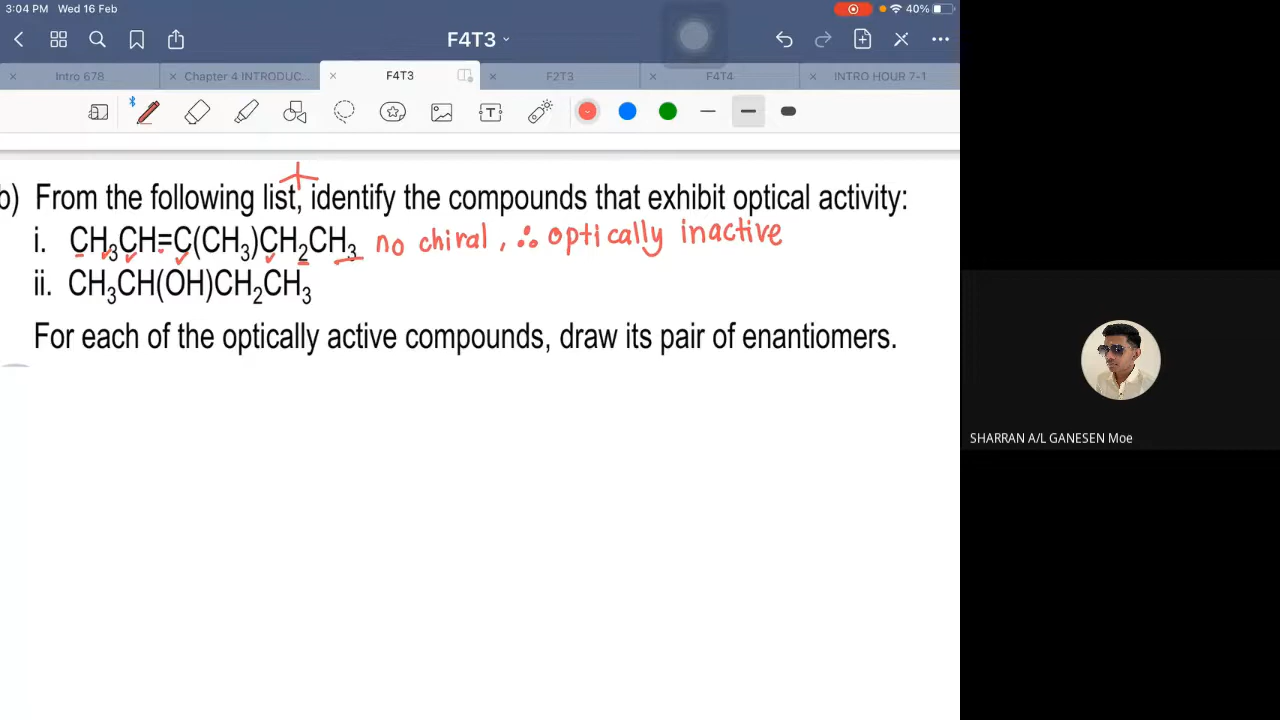 3:04 PM Wed 16 Feb 40%
F4T3
Intro 678 Chapter 4 INTRODUC... F4T3 F2T3 F4T4 INTRO HOUR 7-1
b) From the following list, identify the compounds that exhibit optical activity:
i. CH₃CH=C(CH₃)CH₂CH₃ no chiral, ∴ optically inactive
ii. CH₃CH(OH)CH₂CH₃
For each of the optically active compounds, draw its pair of enantiomers.
SHARRAN A/L GANESEN Moe